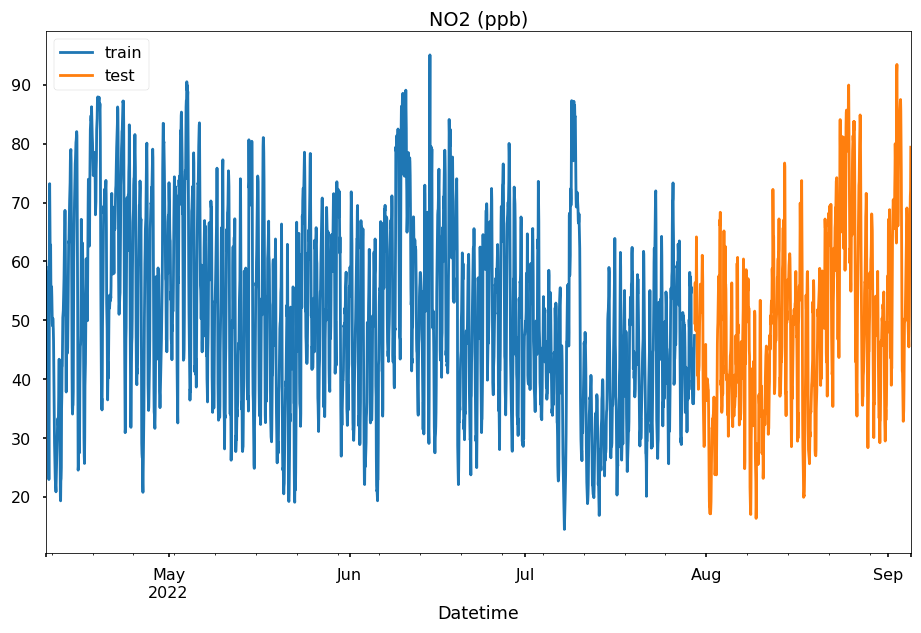 NO2 (ppb)
train
test
90
80
70
60
50
40
30
20
May
2022
Jun
Jul
Aug
Sep
Datetime